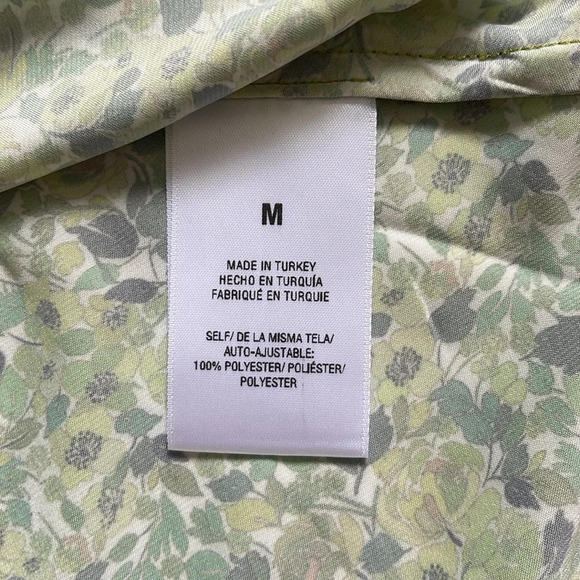 M
MADE IN TURKEY
HECHO EN TURQUÍA
FABRIQUÉ EN TURQUIE
SELF/ DE LA MISMA TELA/
AUTO-AJUSTABLE:
100% POLYESTER/ POLIÉSTER/
POLYESTER